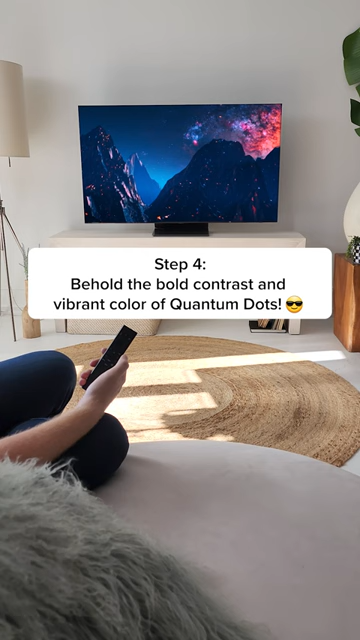 Step 4:
Behold the bold contrast and
vibrant color of Quantum Dots! 😎